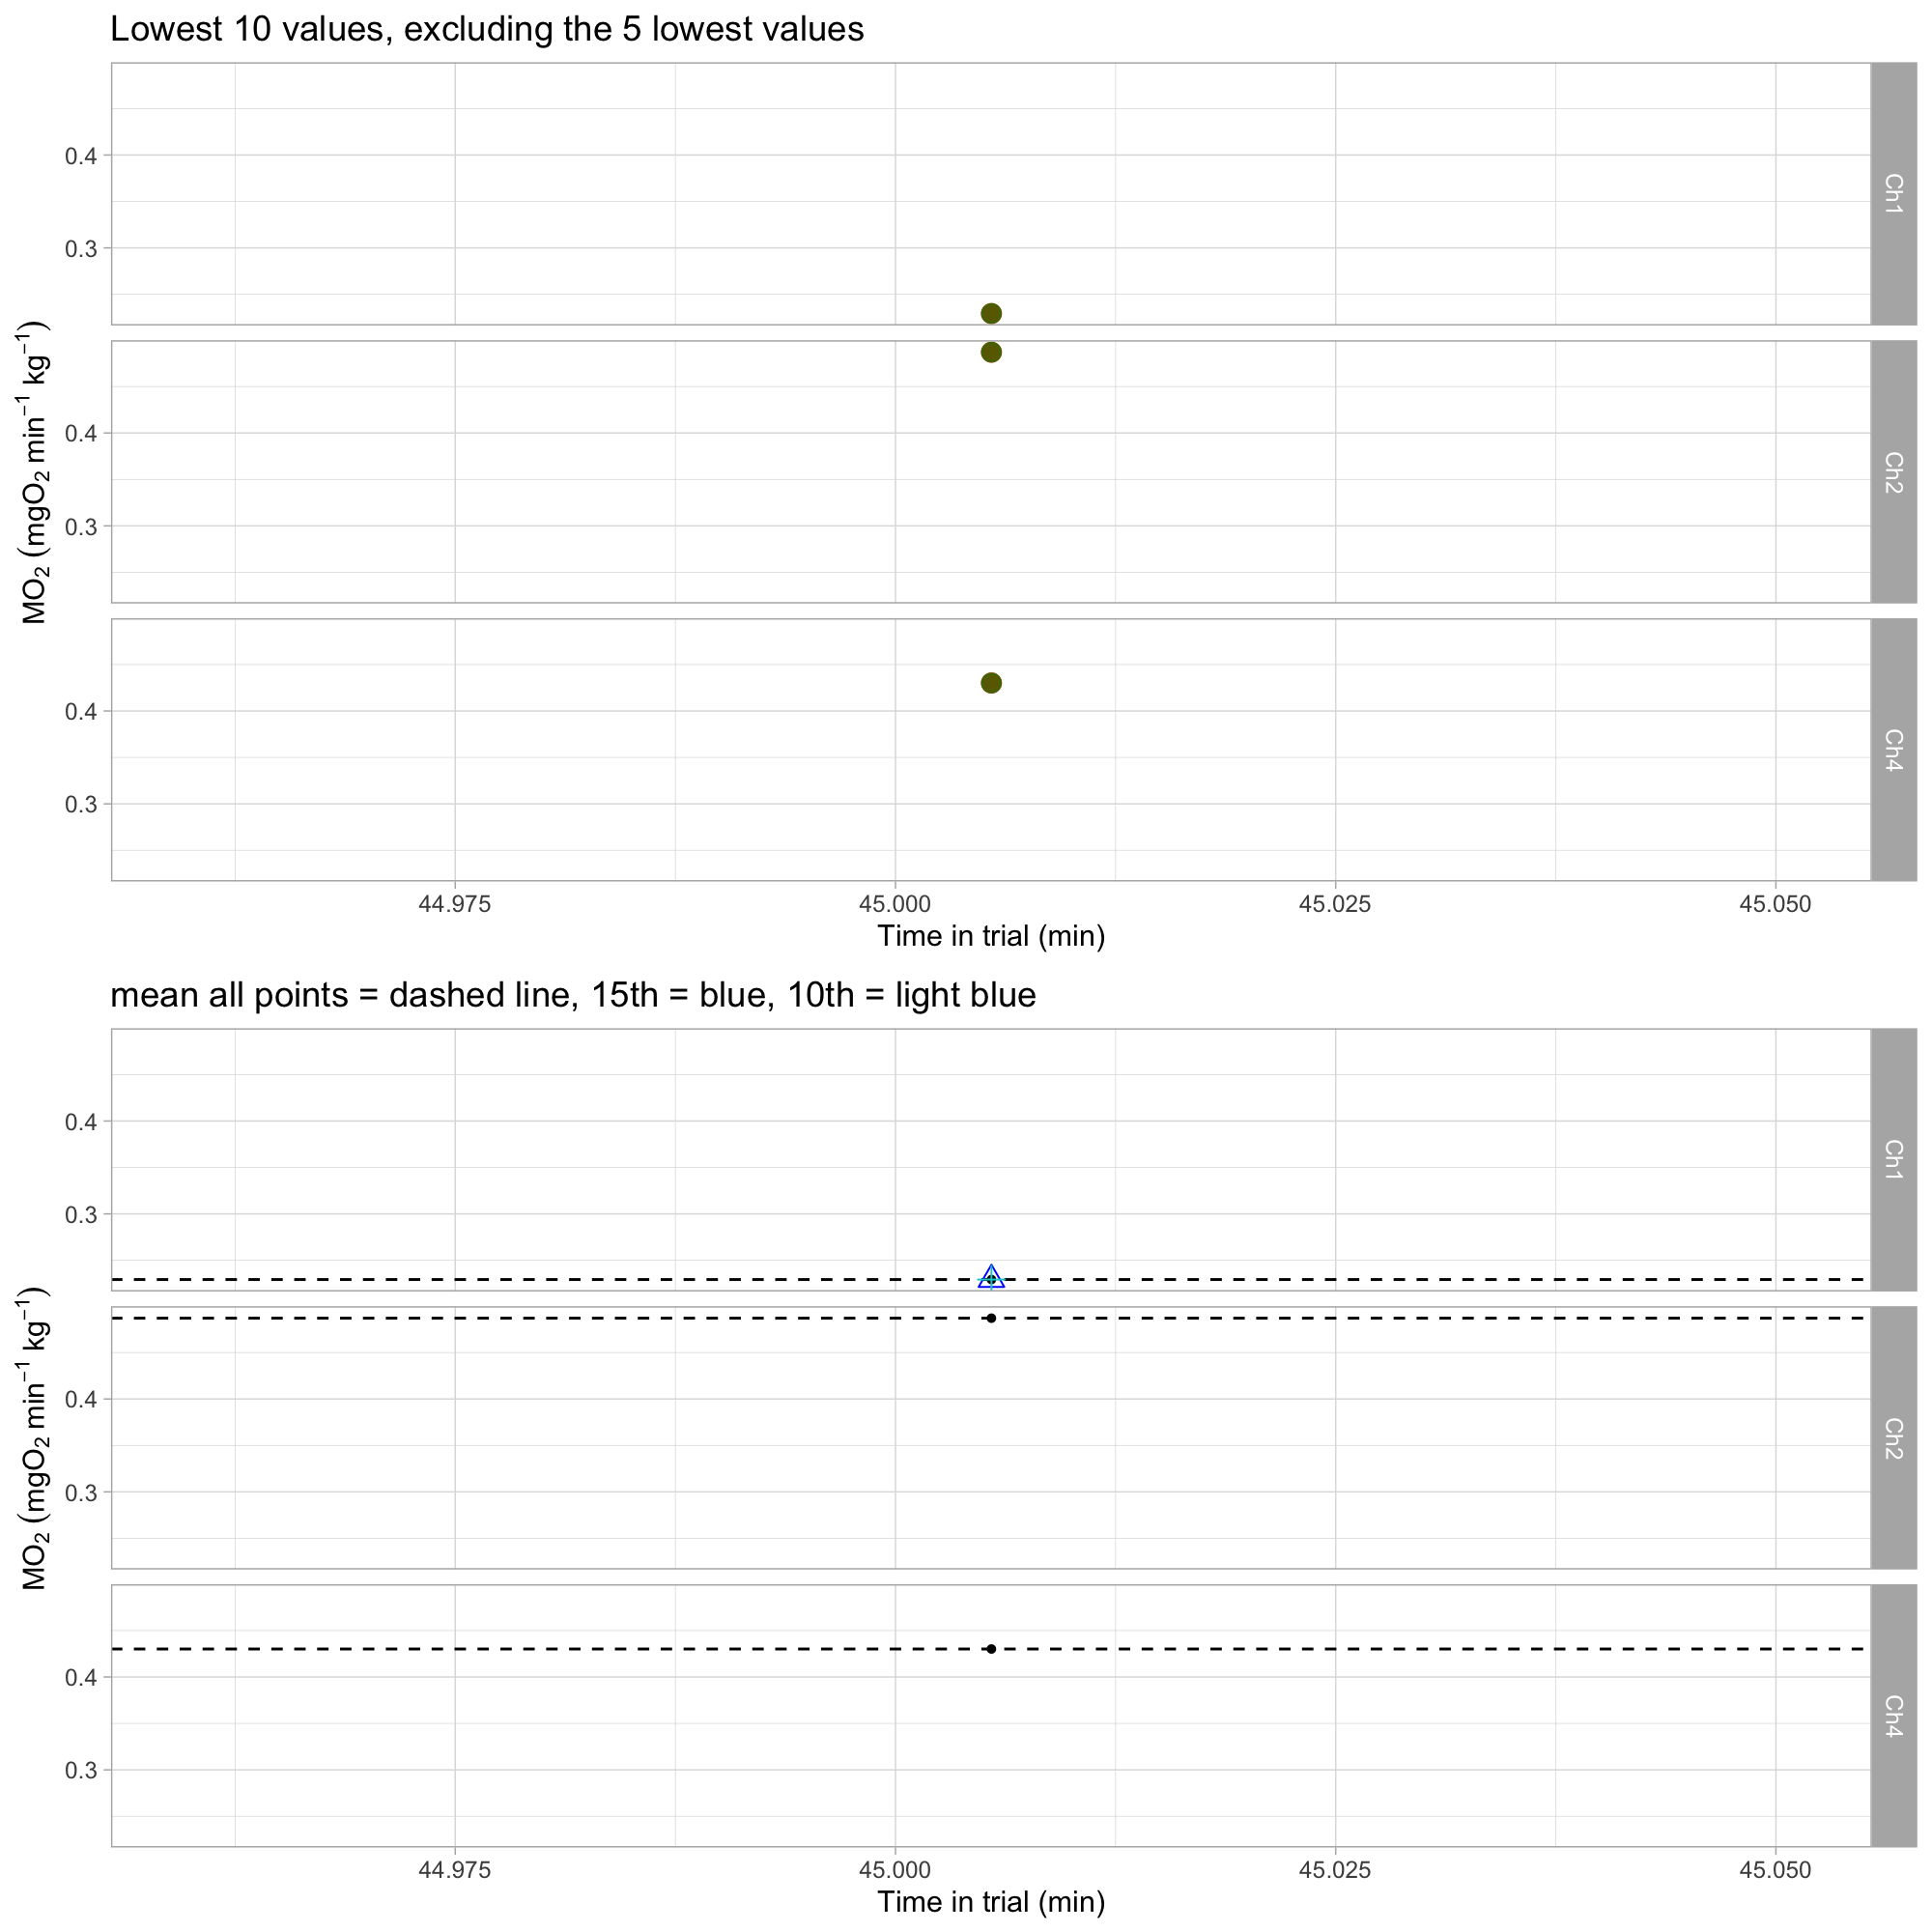 Lowest 10 values, excluding the 5 lowest values
MO₂ (mgO₂ min⁻¹ kg⁻¹)
0.4
0.3
Ch1
0.4
0.3
Ch2
0.4
0.3
Ch4
44.975 45.000 45.025 45.050
Time in trial (min)
mean all points = dashed line, 15th = blue, 10th = light blue
MO₂ (mgO₂ min⁻¹ kg⁻¹)
0.4
0.3
Ch1
0.4
0.3
Ch2
0.4
0.3
Ch4
44.975 45.000 45.025 45.050
Time in trial (min)